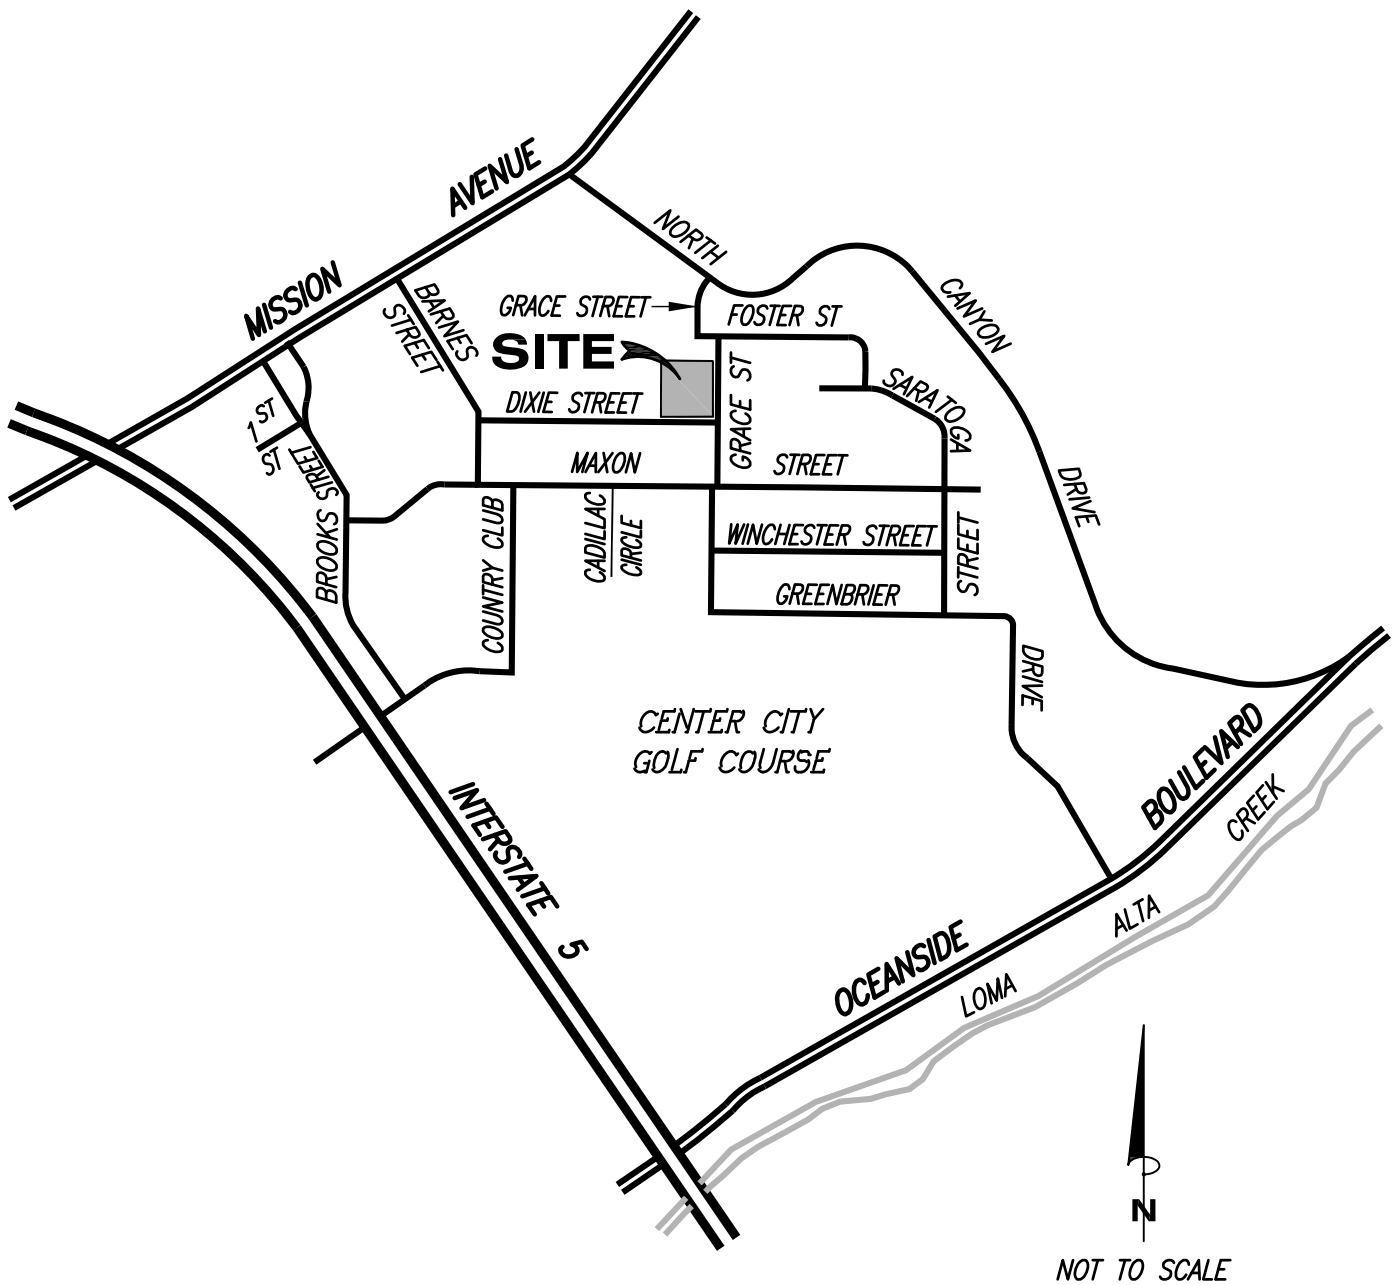 AVENUE
MISSION
NORTH
CANYON
DRIVE
BARNES
STREET
GRACE STREET
FOSTER ST
SITE
GRACE ST
SARATOGA
STREET
DIXIE STREET
MAXON
STREET
1 ST
ST
BROOKS STREET
COUNTRY CLUB
CADILLAC
CIRCLE
WINCHESTER STREET
GREENBRIER
DRIVE
CENTER CITY
GOLF COURSE
INTERSTATE 5
OCEANSIDE
BOULEVARD
LOMA
ALTA
CREEK
N
NOT TO SCALE